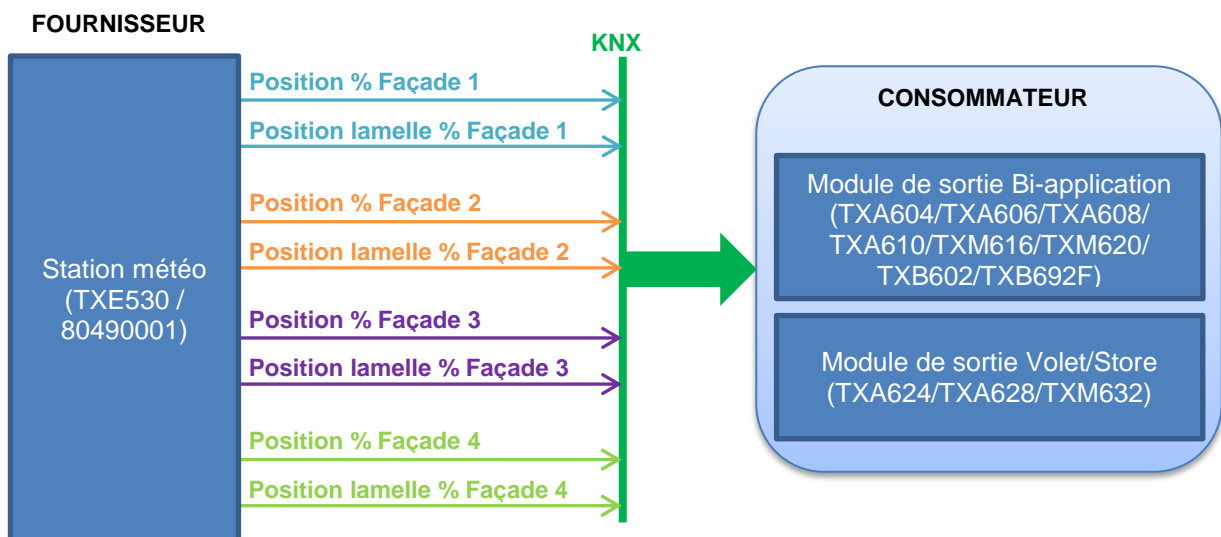 FOURNISSEUR
KNX
Station météo
(TXE530 /
80490001)
Position % Façade 1
Position lamelle % Façade 1
Position % Façade 2
Position lamelle % Façade 2
Position % Façade 3
Position lamelle % Façade 3
Position % Façade 4
Position lamelle % Façade 4
CONSOMMATEUR
Module de sortie Bi-application
(TXA604/TXA606/TXA608/
TXA610/TXM616/TXM620/
TXB602/TXB692F)
Module de sortie Volet/Store
(TXA624/TXA628/TXM632)